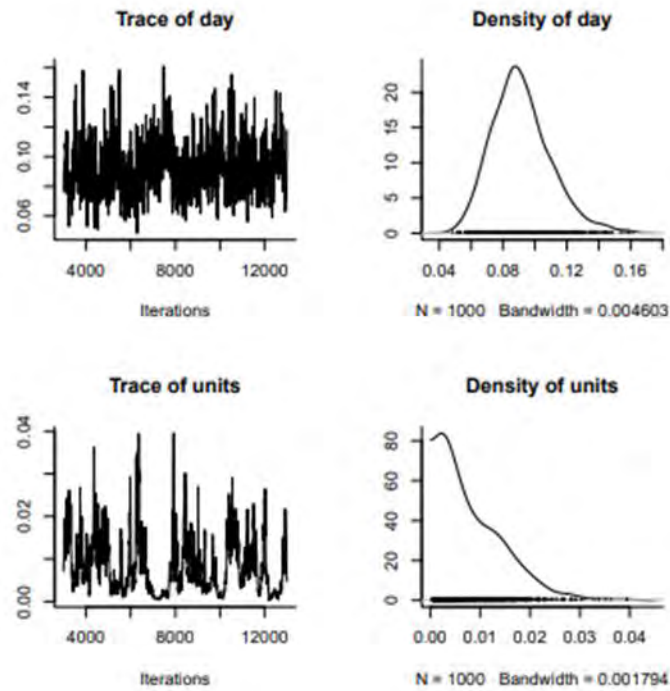 Trace of day
Density of day
0.06 0.10 0.14
4000 8000 12000
Iterations
0 5 10 15 20
0.04 0.08 0.12 0.16
N = 1000 Bandwidth = 0.004603
Trace of units
Density of units
0.00 0.02 0.04
4000 8000 12000
Iterations
0 20 40 60 80
0.00 0.01 0.02 0.03 0.04
N = 1000 Bandwidth = 0.001794